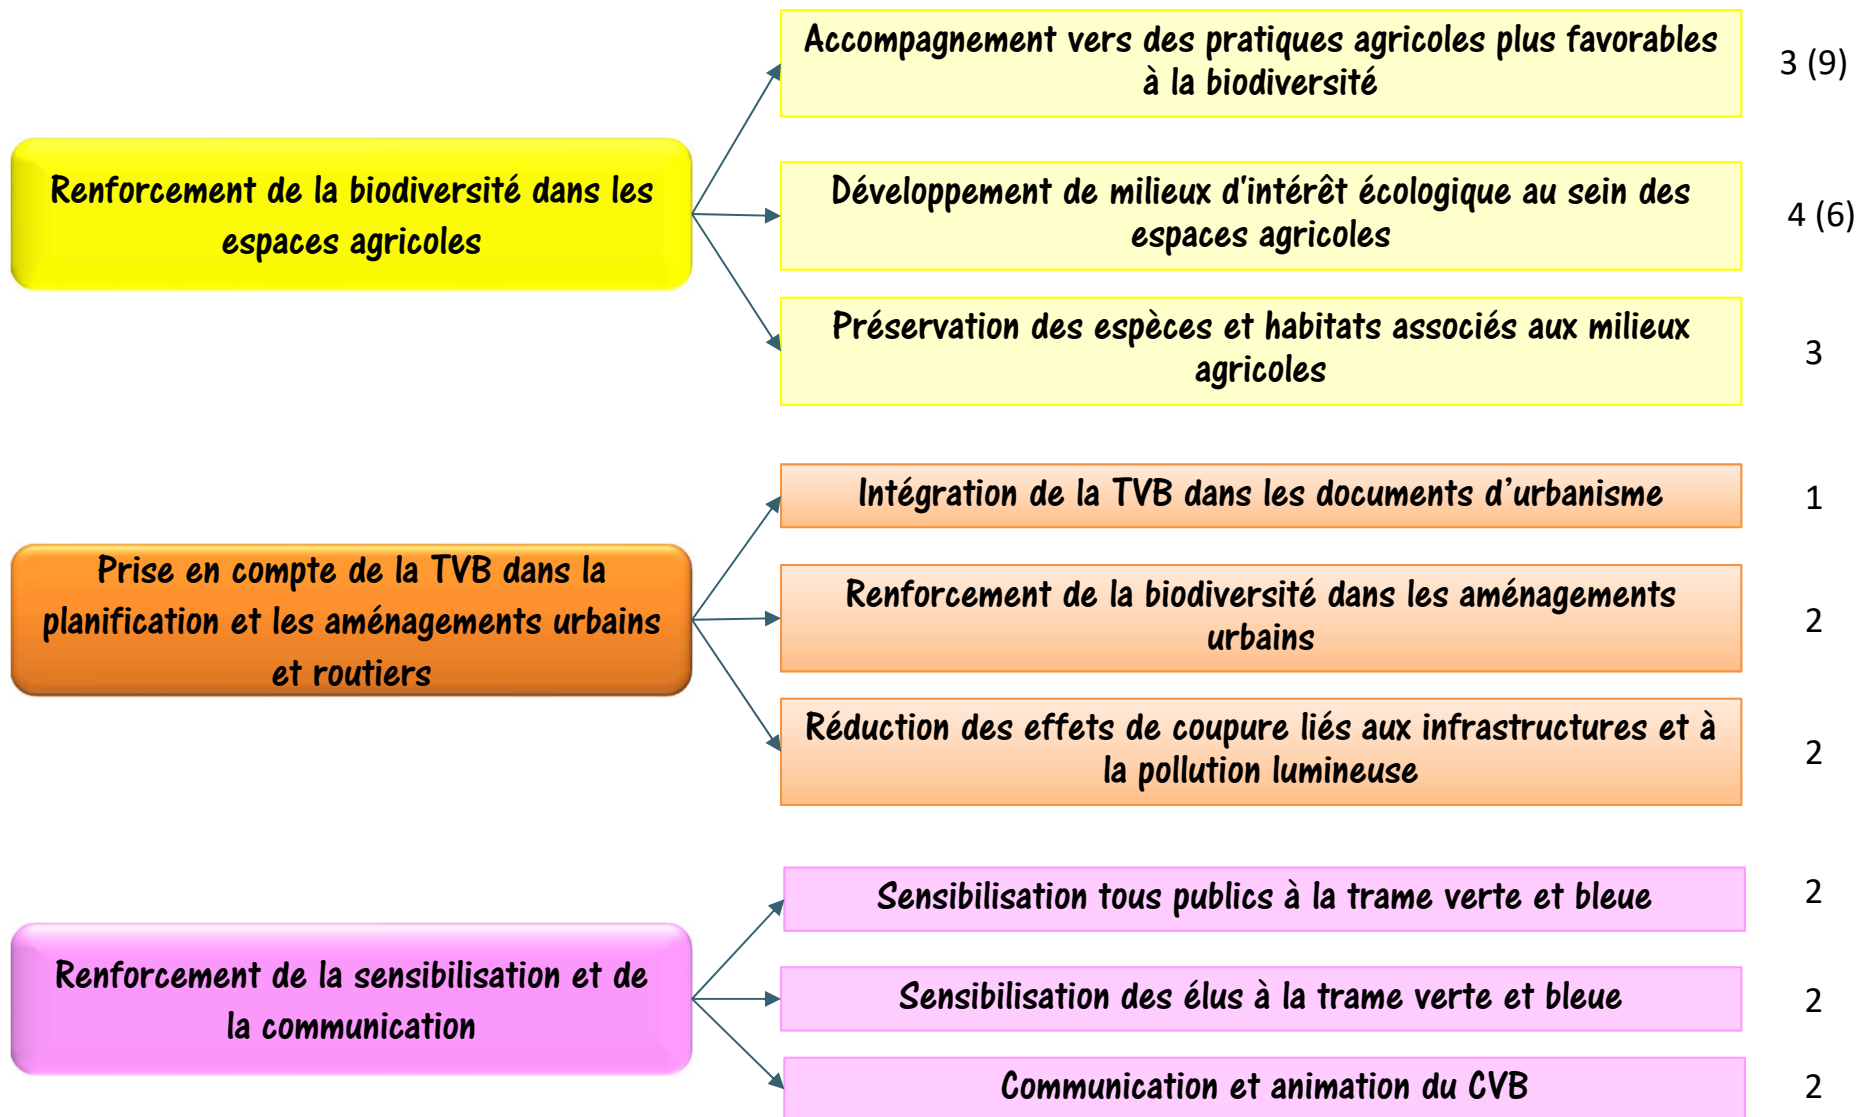 Accompagnement vers des pratiques agricoles plus favorables
à la biodiversité
3 (9)
Renforcement de la biodiversité dans les
espaces agricoles
Développement de milieux d'intérêt écologique au sein des
espaces agricoles
4 (6)
Préservation des espèces et habitats associés aux milieux
agricoles
3
Intégration de la TVB dans les documents d’urbanisme
1
Prise en compte de la TVB dans la
planification et les aménagements urbains
et routiers
Renforcement de la biodiversité dans les aménagements
urbains
2
Réduction des effets de coupure liés aux infrastructures et à
la pollution lumineuse
2
Sensibilisation tous publics à la trame verte et bleue
2
Renforcement de la sensibilisation et de
la communication
Sensibilisation des élus à la trame verte et bleue
2
Communication et animation du CVB
2